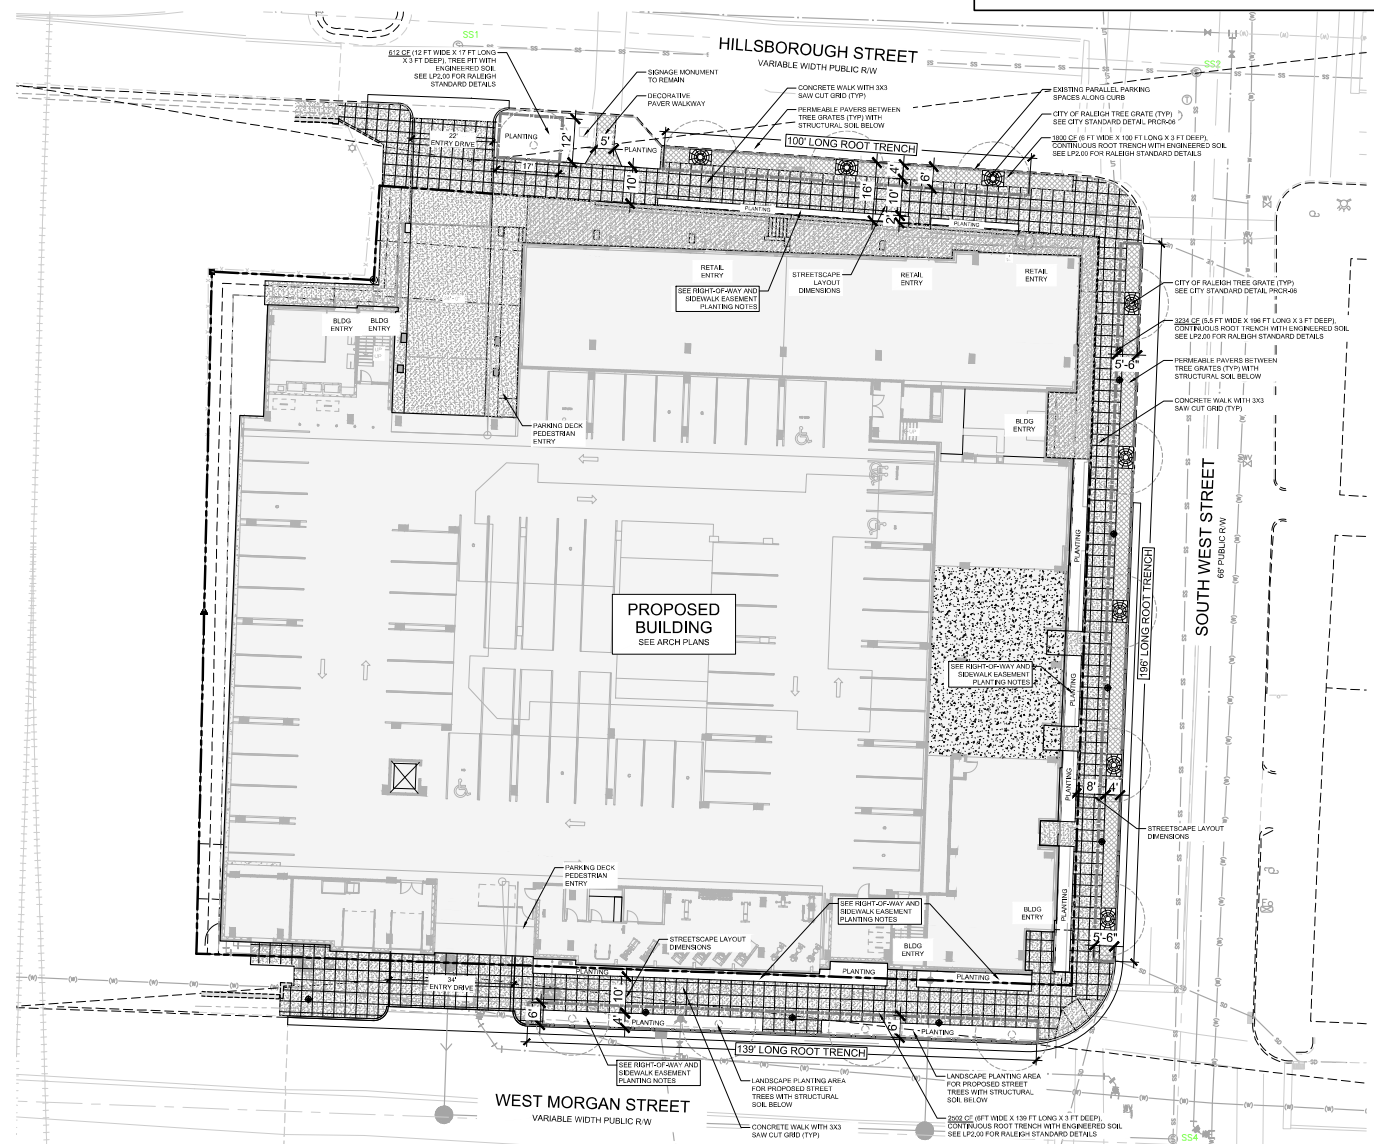 SS1
HILLSBOROUGH STREET
VARIABLE WIDTH PUBLIC R/W
SS2
612 CF (12 FT WIDE X 17 FT LONG
X 3 FT DEEP), TREE PIT WITH
ENGINEERED SOIL
SEE LP2.00 FOR RALEIGH
STANDARD DETAILS
SIGNAGE MONUMENT
TO REMAIN
DECORATIVE
PAVER WALKWAY
CONCRETE WALK WITH 3X3
SAW CUT GRID (TYP)
PERMEABLE PAVERS BETWEEN
TREE GRATES (TYP) WITH
STRUCTURAL SOIL BELOW
EXISTING PARALLEL PARKING
SPACES ALONG CURB
CITY OF RALEIGH TREE GRATE (TYP)
SEE CITY STANDARD DETAIL PRCR-06
1800 CF (6 FT WIDE X 100 FT LONG X 3 FT DEEP),
CONTINUOUS ROOT TRENCH WITH ENGINEERED SOIL
SEE LP2.00 FOR RALEIGH STANDARD DETAILS
22'
ENTRY DRIVE
PLANTING
12'
5'
PLANTING
17'
10'
100' LONG ROOT TRENCH
16'
4'
10'
6'
2'
PLANTING
PLANTING
RETAIL
ENTRY
STREETSCAPE
LAYOUT
DIMENSIONS
RETAIL
ENTRY
RETAIL
ENTRY
SEE RIGHT-OF-WAY AND
SIDEWALK EASEMENT
PLANTING NOTES
CITY OF RALEIGH TREE GRATE (TYP)
SEE CITY STANDARD DETAIL PRCR-06
3234 CF (5.5 FT WIDE X 196 FT LONG X 3 FT DEEP),
CONTINUOUS ROOT TRENCH WITH ENGINEERED SOIL
SEE LP2.00 FOR RALEIGH STANDARD DETAILS
5'-6"
PERMEABLE PAVERS BETWEEN
TREE GRATES (TYP) WITH
STRUCTURAL SOIL BELOW
CONCRETE WALK WITH 3X3
SAW CUT GRID (TYP)
BLDG
ENTRY
BLDG
ENTRY
PARKING DECK
PEDESTRIAN
ENTRY
BLDG
ENTRY
PLANTING
196' LONG ROOT TRENCH
SOUTH WEST STREET
66' PUBLIC R/W
PROPOSED
BUILDING
SEE ARCH PLANS
SEE RIGHT-OF-WAY AND
SIDEWALK EASEMENT
PLANTING NOTES
PLANTING
PLANTING
8'
4'
STREETSCAPE LAYOUT
DIMENSIONS
PARKING DECK
PEDESTRIAN
ENTRY
SEE RIGHT-OF-WAY AND
SIDEWALK EASEMENT
PLANTING NOTES
PLANTING
BLDG
ENTRY
5'-6"
STREETSCAPE LAYOUT
DIMENSIONS
BLDG
ENTRY
PLANTING
PLANTING
PLANTING
34'
ENTRY DRIVE
10'
6'
4'
PLANTING
6'
PLANTING
139' LONG ROOT TRENCH
SEE RIGHT-OF-WAY AND
SIDEWALK EASEMENT
PLANTING NOTES
LANDSCAPE PLANTING AREA
FOR PROPOSED STREET
TREES WITH STRUCTURAL
SOIL BELOW
LANDSCAPE PLANTING AREA
FOR PROPOSED STREET
TREES WITH STRUCTURAL
SOIL BELOW
WEST MORGAN STREET
VARIABLE WIDTH PUBLIC R/W
CONCRETE WALK WITH 3X3
SAW CUT GRID (TYP)
2502 CF (6FT WIDE X 139 FT LONG X 3 FT DEEP),
CONTINUOUS ROOT TRENCH WITH ENGINEERED SOIL
SEE LP2.00 FOR RALEIGH STANDARD DETAILS
SS4